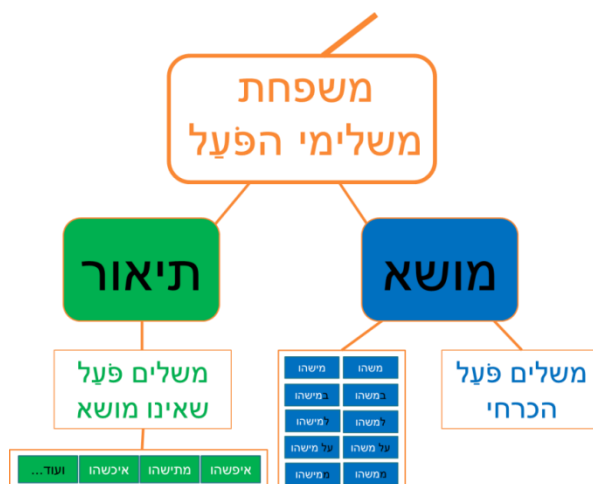 משפחת
משלימי הפֹּעַל
מושא
תיאור
משלים פֹּעַל
הכרחי
משהו
מישהו
במשהו
במישהו
למשהו
למישהו
על משהו
על מישהו
ממשהו
ממישהו
משלים פֹּעַל
שאינו מושא
איפשהו
מתישהו
איכשהו
ועוד...